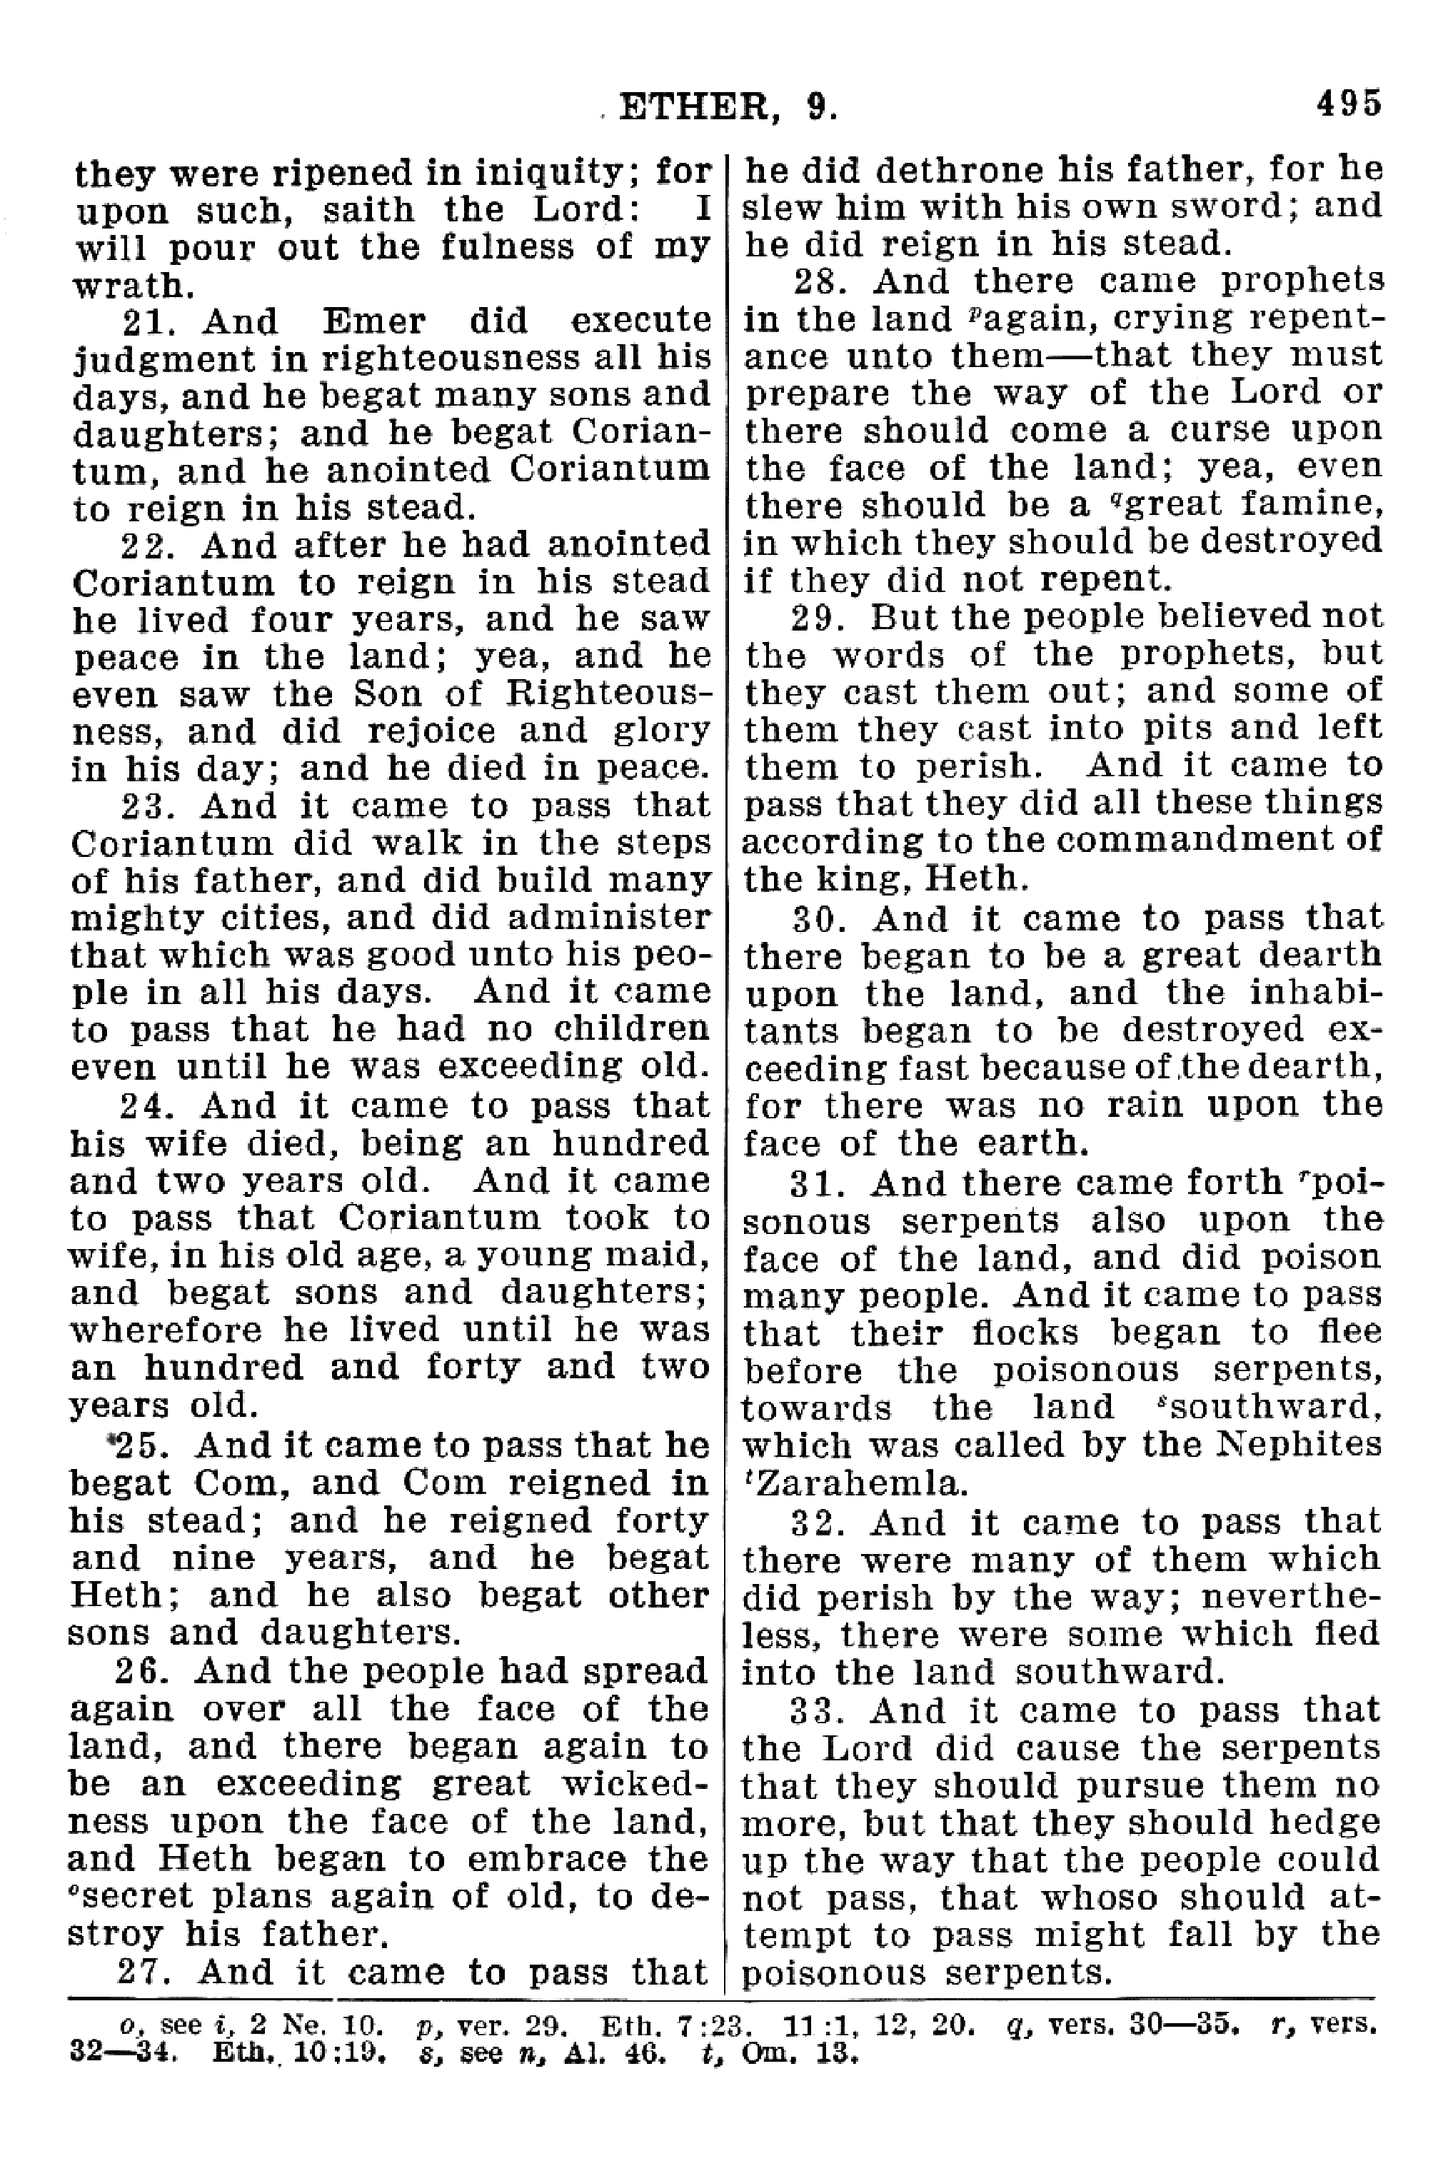 ETHER, 9.
495
they were ripened in iniquity; for
upon such, saith the Lord: I
will pour out the fulness of my
wrath.
21. And Emer did execute
judgment in righteousness all his
days, and he begat many sons and
daughters; and he begat Corian-
tum, and he anointed Coriantum
to reign in his stead.
22. And after he had anointed
Coriantum to reign in his stead
he lived four years, and he saw
peace in the land; yea, and he
even saw the Son of Righteous-
ness, and did rejoice and glory
in his day; and he died in peace.
23. And it came to pass that
Coriantum did walk in the steps
of his father, and did build many
mighty cities, and did administer
that which was good unto his peo-
ple in all his days. And it came
to pass that he had no children
even until he was exceeding old.
24. And it came to pass that
his wife died, being an hundred
and two years old. And it came
to pass that Coriantum took to
wife, in his old age, a young maid,
and begat sons and daughters;
wherefore he lived until he was
an hundred and forty and two
years old.
25. And it came to pass that he
begat Com, and Com reigned in
his stead; and he reigned forty
and nine years, and he begat
Heth; and he also begat other
sons and daughters.
26. And the people had spread
again over all the face of the
land, and there began again to
be an exceeding great wicked-
ness upon the face of the land,
and Heth began to embrace the
ᵒsecret plans again of old, to de-
stroy his father.
27. And it came to pass that
he did dethrone his father, for he
slew him with his own sword; and
he did reign in his stead.
28. And there came prophets
in the land ᵖagain, crying repent-
ance unto them—that they must
prepare the way of the Lord or
there should come a curse upon
the face of the land; yea, even
there should be a qgreat famine,
in which they should be destroyed
if they did not repent.
29. But the people believed not
the words of the prophets, but
they cast them out; and some of
them they cast into pits and left
them to perish. And it came to
pass that they did all these things
according to the commandment of
the king, Heth.
30. And it came to pass that
there began to be a great dearth
upon the land, and the inhabi-
tants began to be destroyed ex-
ceeding fast because of the dearth,
for there was no rain upon the
face of the earth.
31. And there came forth ʳpoi-
sonous serpents also upon the
face of the land, and did poison
many people. And it came to pass
that their flocks began to flee
before the poisonous serpents,
towards the land ˢsouthward,
which was called by the Nephites
ᵗZarahemla.
32. And it came to pass that
there were many of them which
did perish by the way; neverthe-
less, there were some which fled
into the land southward.
33. And it came to pass that
the Lord did cause the serpents
that they should pursue them no
more, but that they should hedge
up the way that the people could
not pass, that whoso should at-
tempt to pass might fall by the
poisonous serpents.
o, see i, 2 Ne. 10. p, ver. 29. Eth. 7:23. 11:1, 12, 20. q, vers. 30—35. r, vers.
32—34. Eth. 10:19. s, see n, Al. 46. t, Om. 13.